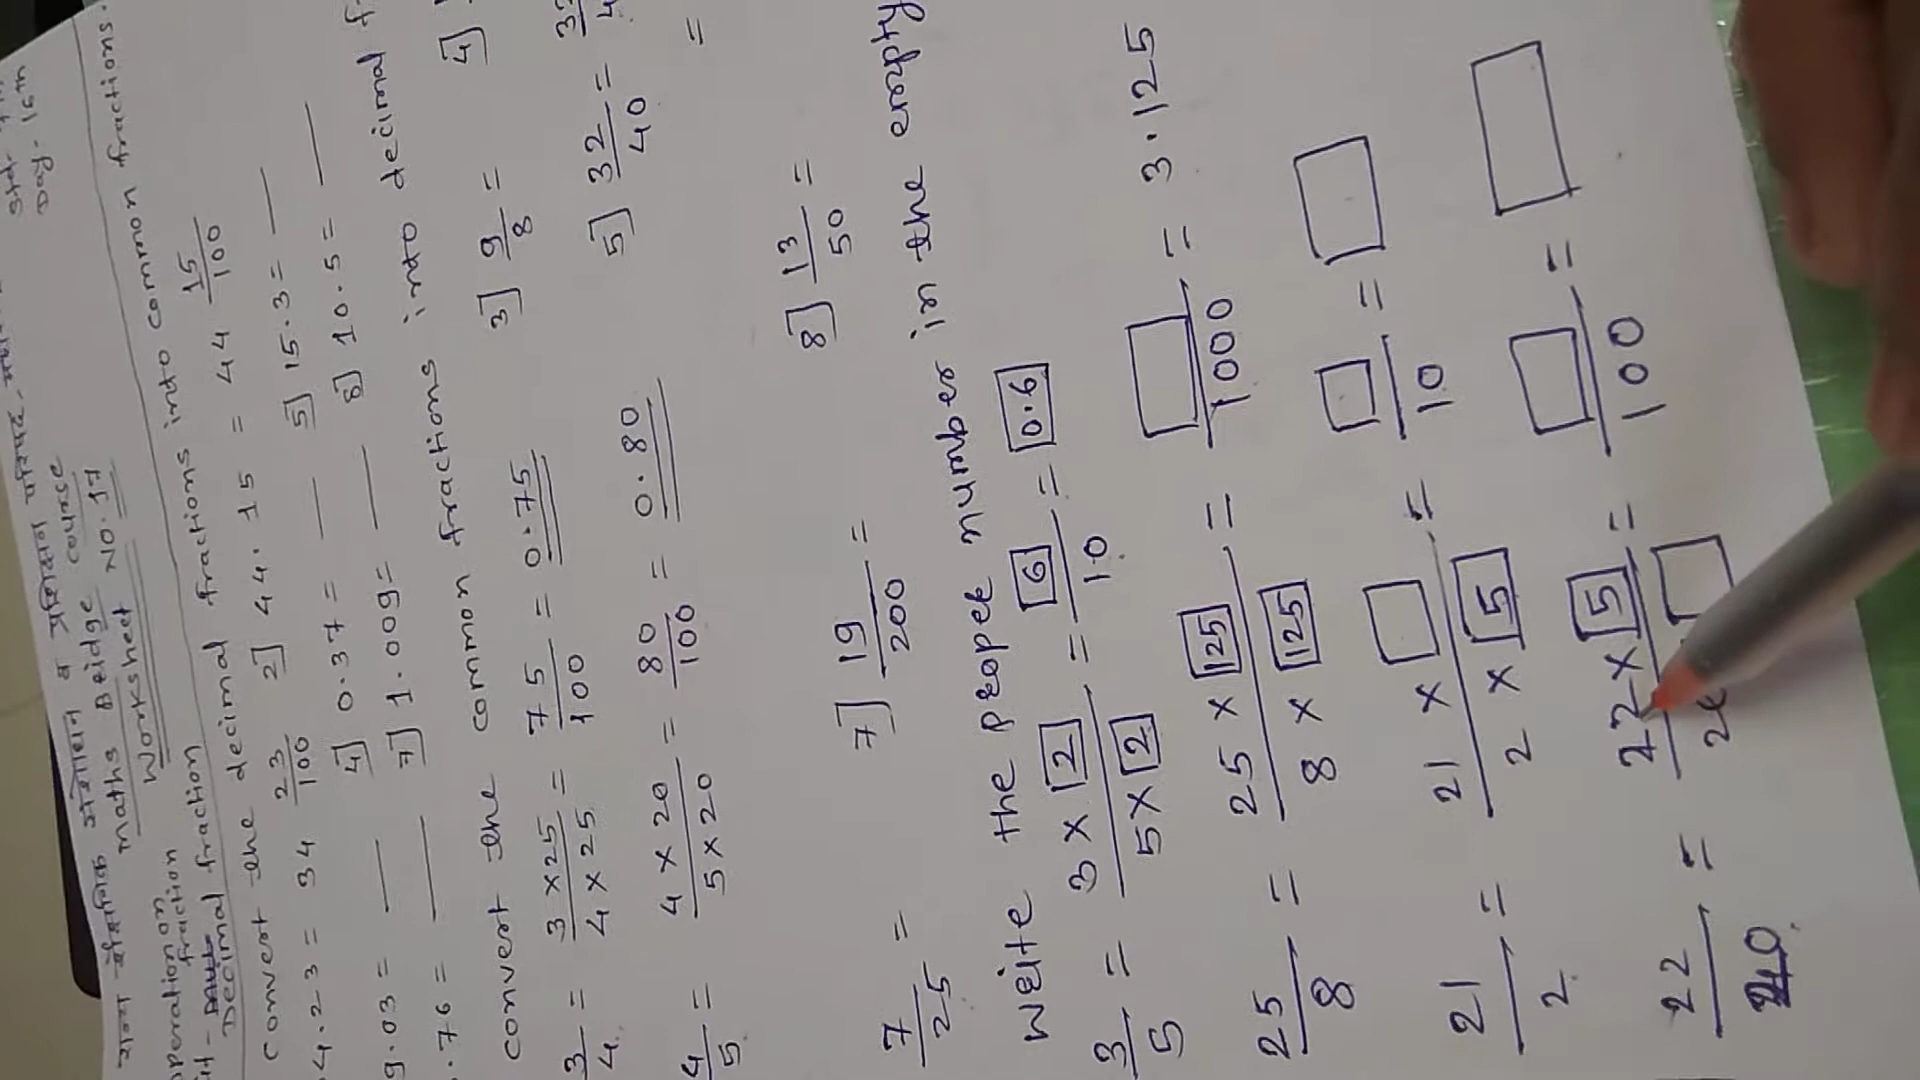 Std- 7th
Day- 16th
राज्य शैक्षणिक संशोधन व प्रशिक्षण परिषद,
maths Bridge course
Worksheet NO. 17
operation on
fraction
Decimal fraction
convert the decimal fractions into common fractions.
4.23 = 34 23/100 2] 44.15 = 44 15/100
9.03 = — 4] 0.37 = — 5] 15.3 = —
.76 = — 7] 1.009 = — 8] 10.5 = —
convert the common fractions into decimal
3/4 = 3×25/4×25 = 75/100 = 0.75 3] 9/8 = 4]
4/5 = 4×20/5×20 = 80/100 = 0.80 5] 32/40 =
=
7/25 = 7] 19/200 = 8] 13/50 =
write the proper number in the empty
3/5 = 3×2/5×2 = 6/10 = 0.6
25/8 = 25×125/8×125 = □/1000 = 3.125
21/2 = 21×□/2×5 = □/10 = □
22/20 = 22×5/□ = □/100 = □